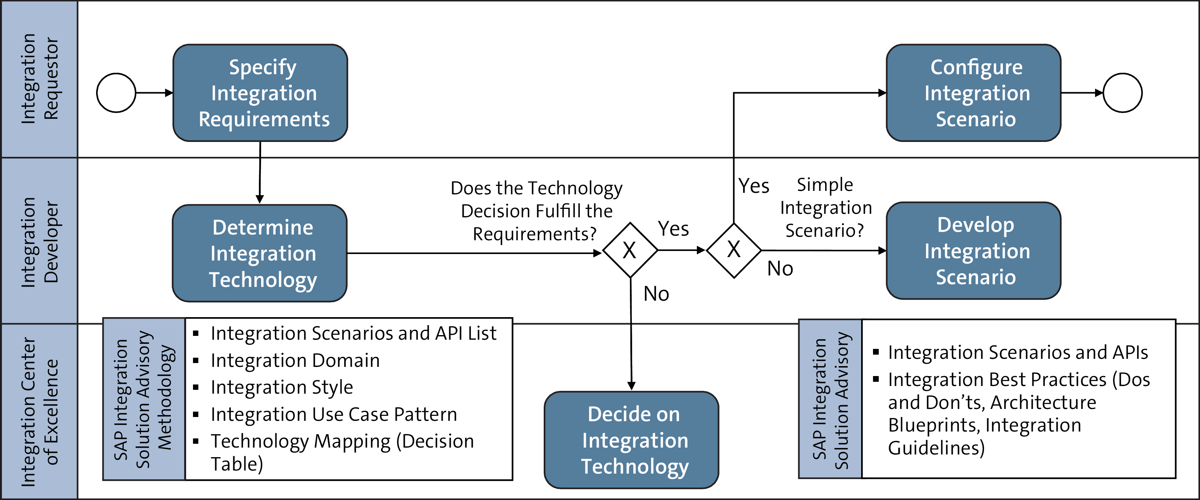 Integration
Requestor
Specify
Integration
Requirements
Configure
Integration
Scenario
Integration
Developer
Determine
Integration
Technology
Does the Technology
Decision Fulfill the
Requirements?
X
Yes
No
X
Yes
No
Simple
Integration
Scenario?
Develop
Integration
Scenario
Integration Center
of Excellence
SAP Integration
Solution Advisory
Methodology
▪ Integration Scenarios and API List
▪ Integration Domain
▪ Integration Style
▪ Integration Use Case Pattern
▪ Technology Mapping (Decision
Table)
Decide on
Integration
Technology
SAP Integration
Solution Advisory
▪ Integration Scenarios and APIs
▪ Integration Best Practices (Dos
and Don’ts, Architecture
Blueprints, Integration
Guidelines)